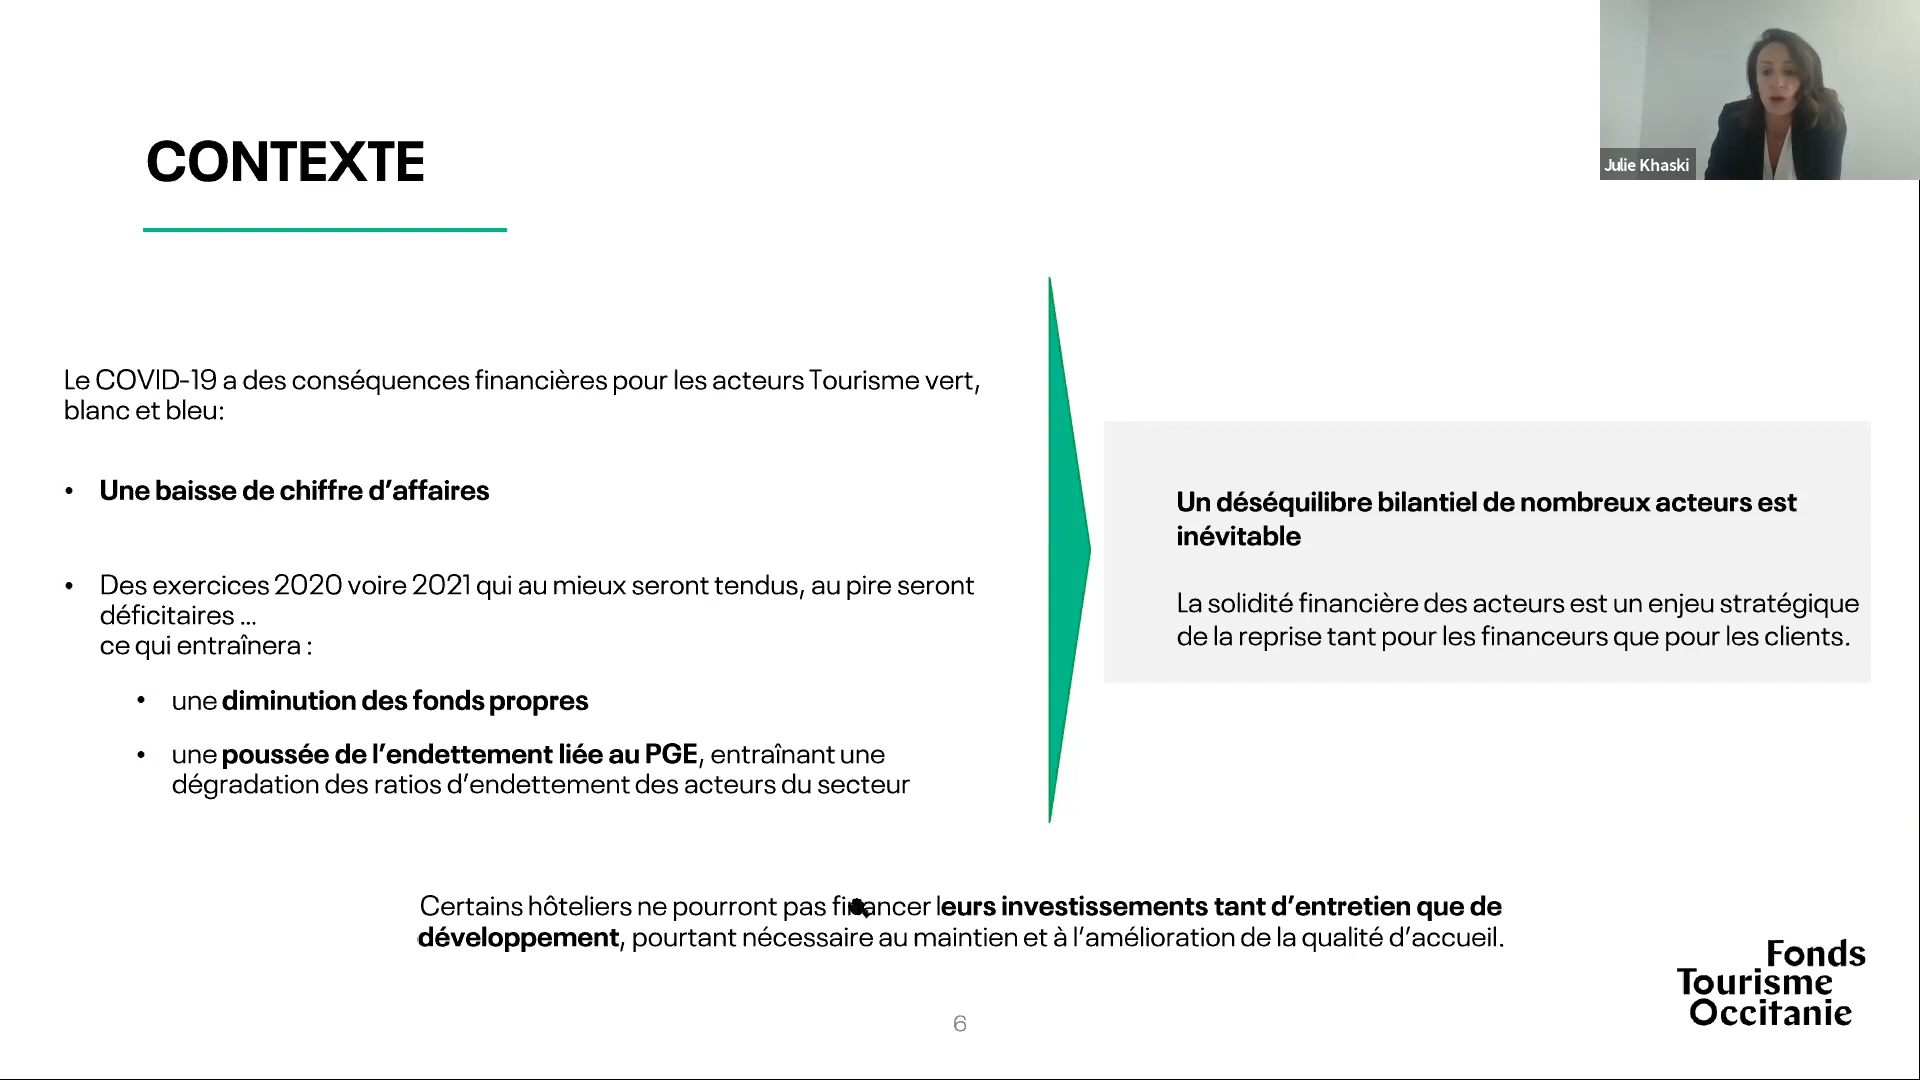 Julie Khaski
CONTEXTE
Le COVID-19 a des conséquences financières pour les acteurs Tourisme vert,
blanc et bleu:
• Une baisse de chiffre d’affaires
• Des exercices 2020 voire 2021 qui au mieux seront tendus, au pire seront
déficitaires ...
ce qui entraînera :
• une diminution des fonds propres
• une poussée de l’endettement liée au PGE, entraînant une
dégradation des ratios d’endettement des acteurs du secteur
Un déséquilibre bilantiel de nombreux acteurs est
inévitable
La solidité financière des acteurs est un enjeu stratégique
de la reprise tant pour les financeurs que pour les clients.
Certains hôteliers ne pourront pas financer leurs investissements tant d’entretien que de
développement, pourtant nécessaire au maintien et à l’amélioration de la qualité d’accueil.
Fonds
Tourisme
Occitanie
6